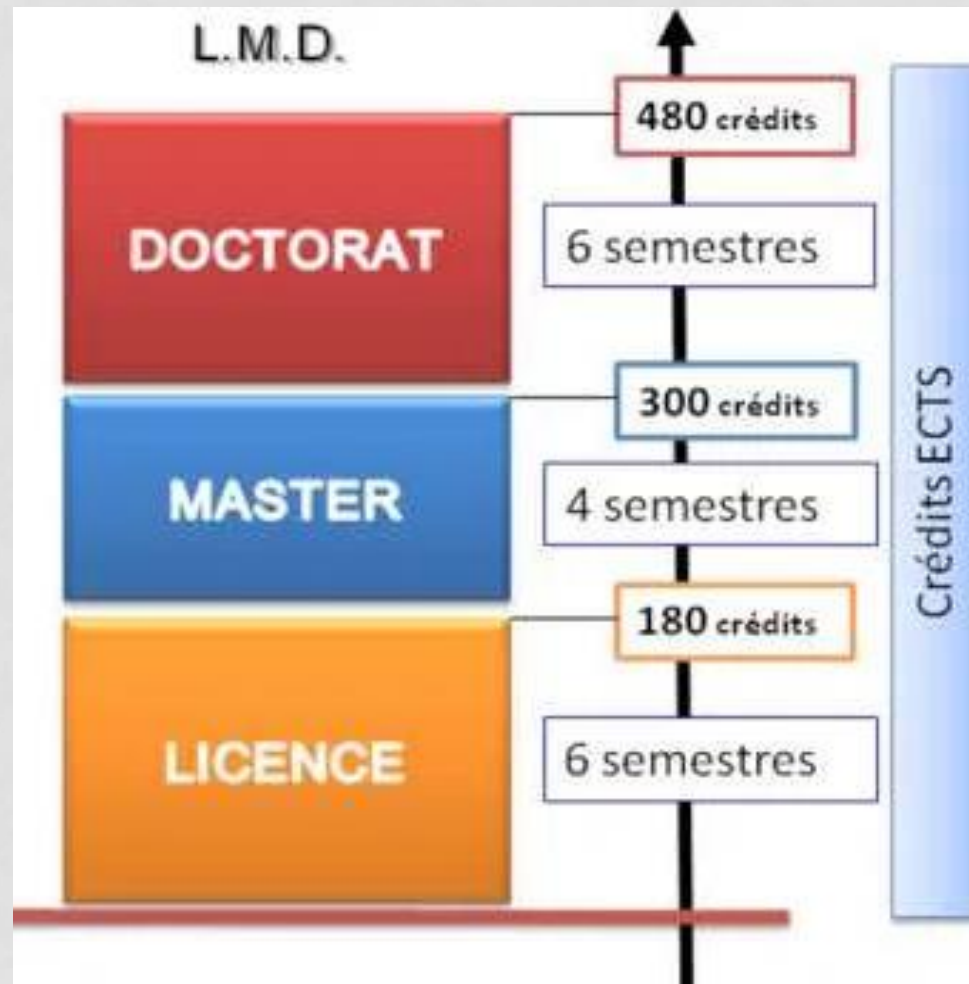 L.M.D.
480 crédits
DOCTORAT
6 semestres
300 crédits
MASTER
4 semestres
180 crédits
LICENCE
6 semestres
Crédits ECTS